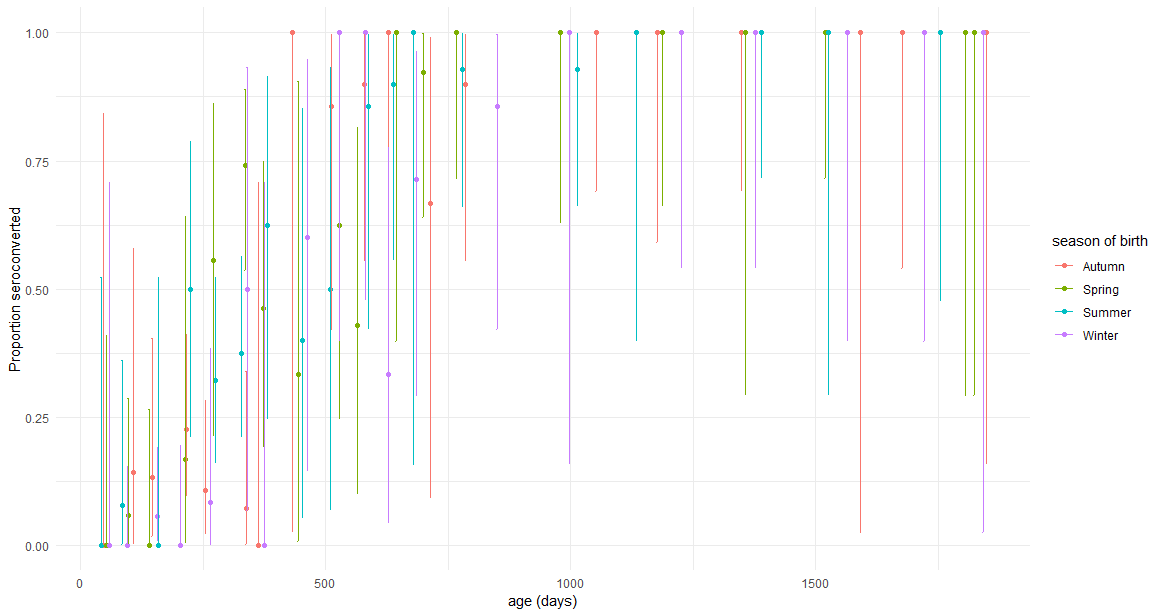 1.00
0.75
0.50
0.25
0.00
Proportion seroconverted
0
500
1000
1500
age (days)
season of birth
Autumn
Spring
Summer
Winter